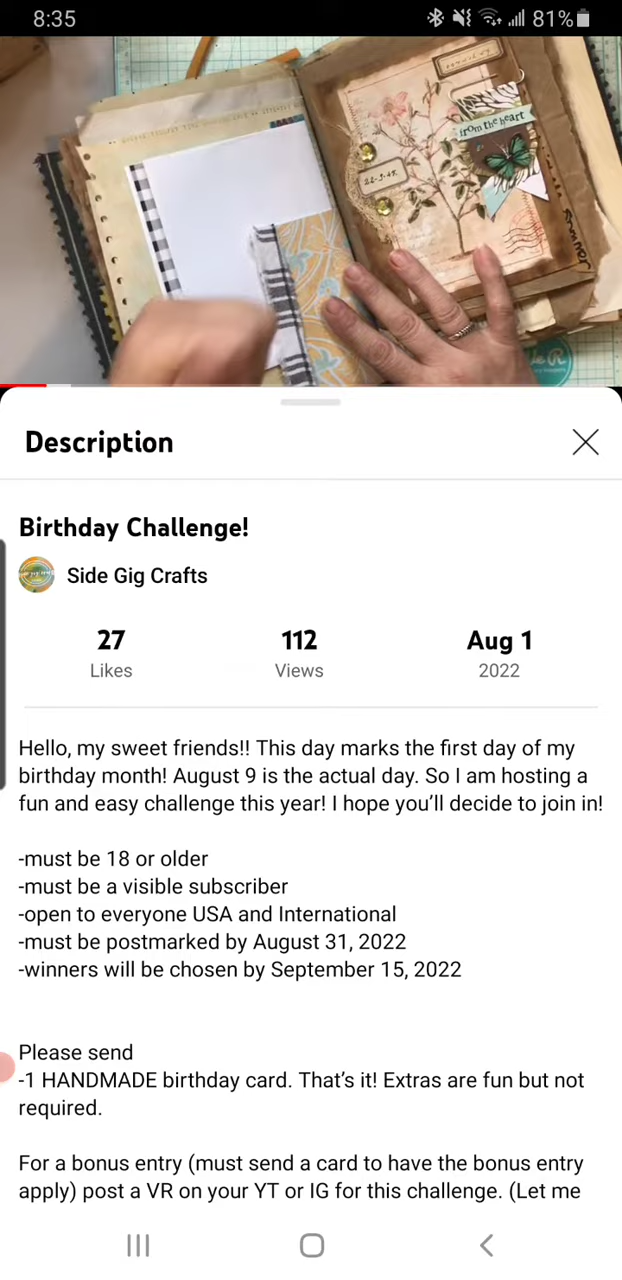 8:35
81%
from the heart
Description
Birthday Challenge!
Side Gig Crafts
27
112
Aug 1
Likes
Views
2022
Hello, my sweet friends!! This day marks the first day of my
birthday month! August 9 is the actual day. So I am hosting a
fun and easy challenge this year! I hope you'll decide to join in!
-must be 18 or older
-must be a visible subscriber
-open to everyone USA and International
-must be postmarked by August 31, 2022
-winners will be chosen by September 15, 2022
Please send
-1 HANDMADE birthday card. That's it! Extras are fun but not
required.
For a bonus entry (must send a card to have the bonus entry
apply) post a VR on your YT or IG for this challenge. (Let me